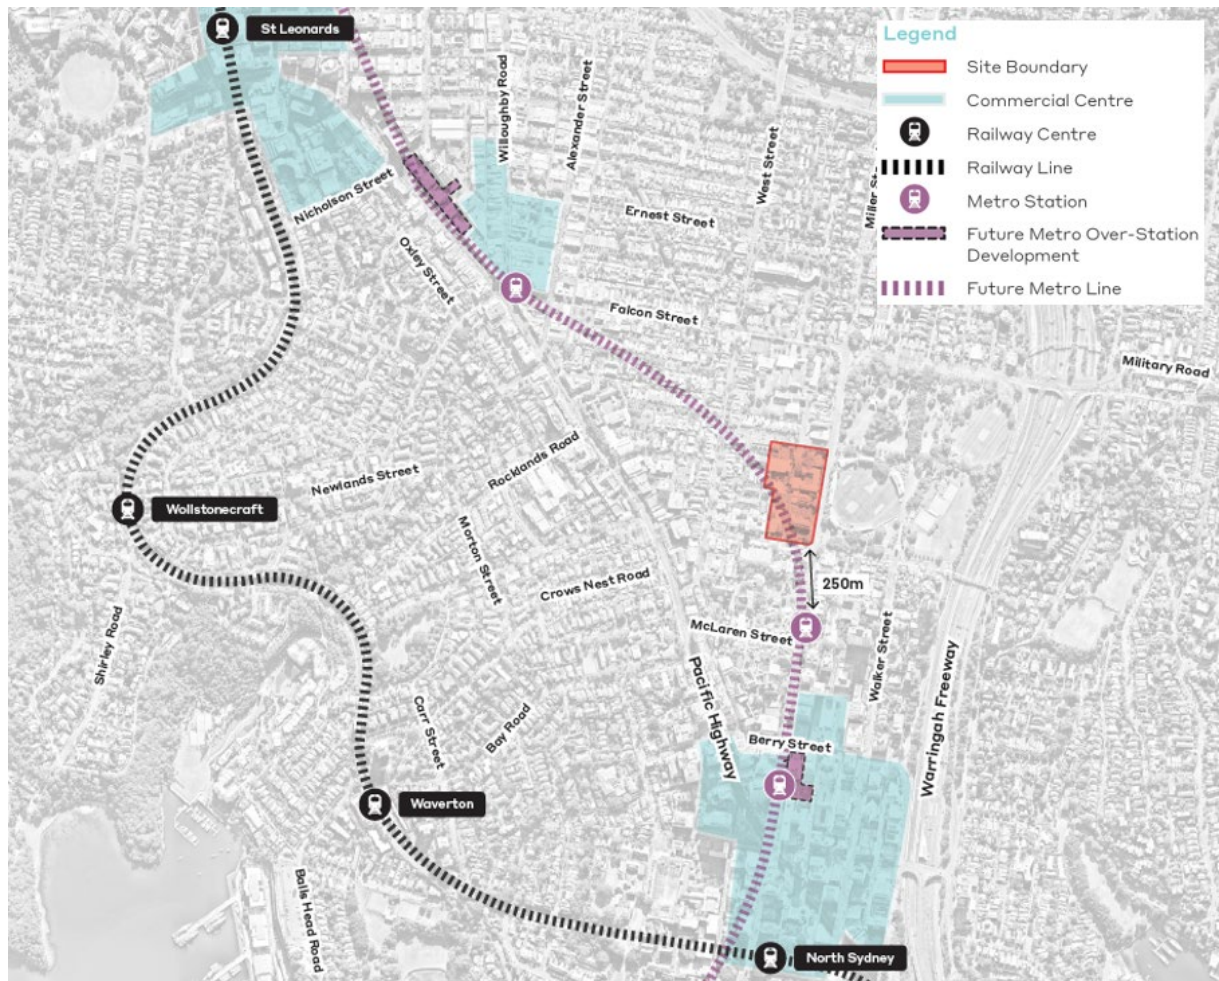 St Leonards
Legend
Site Boundary
Commercial Centre
Railway Centre
Railway Line
Metro Station
Future Metro Over-Station
Development
Future Metro Line
Willoughby Road
Alexander Street
West Street
Nicholson Street
Ernest Street
Oxley Street
Falcon Street
Military Road
Rocklands Road
Newlands Street
Wollstonecraft
Morton Street
Crows Nest Road
250m
McLaren Street
Shirley Road
Walker Street
Pacific Highway
Warringah Freeway
Carr Street
Bay Road
Berry Street
Waverton
Balls Head Road
North Sydney
Miller